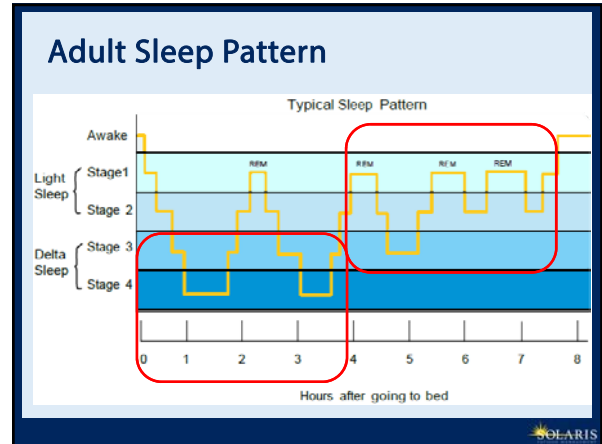 Adult Sleep Pattern
Typical Sleep Pattern
Awake
Light Sleep
Stage1
REM REM REM REM
Stage 2
Delta Sleep
Stage 3
Stage 4
0 1 2 3 4 5 6 7 8
Hours after going to bed
SOLARIS